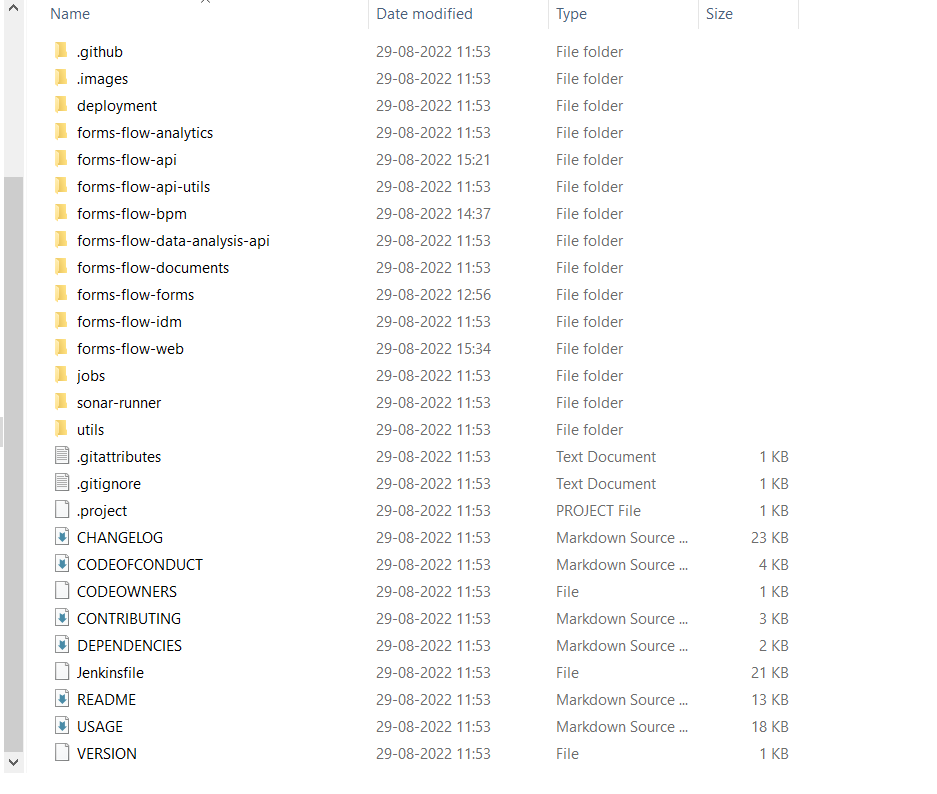 Name Date modified Type Size
.github 29-08-2022 11:53 File folder
.images 29-08-2022 11:53 File folder
deployment 29-08-2022 11:53 File folder
forms-flow-analytics 29-08-2022 11:53 File folder
forms-flow-api 29-08-2022 15:21 File folder
forms-flow-api-utils 29-08-2022 11:53 File folder
forms-flow-bpm 29-08-2022 14:37 File folder
forms-flow-data-analysis-api 29-08-2022 11:53 File folder
forms-flow-documents 29-08-2022 11:53 File folder
forms-flow-forms 29-08-2022 12:56 File folder
forms-flow-idm 29-08-2022 11:53 File folder
forms-flow-web 29-08-2022 15:34 File folder
jobs 29-08-2022 11:53 File folder
sonar-runner 29-08-2022 11:53 File folder
utils 29-08-2022 11:53 File folder
.gitattributes 29-08-2022 11:53 Text Document 1 KB
.gitignore 29-08-2022 11:53 Text Document 1 KB
.project 29-08-2022 11:53 PROJECT File 1 KB
CHANGELOG 29-08-2022 11:53 Markdown Source ... 23 KB
CODEOFCONDUCT 29-08-2022 11:53 Markdown Source ... 4 KB
CODEOWNERS 29-08-2022 11:53 File 1 KB
CONTRIBUTING 29-08-2022 11:53 Markdown Source ... 3 KB
DEPENDENCIES 29-08-2022 11:53 Markdown Source ... 2 KB
Jenkinsfile 29-08-2022 11:53 File 21 KB
README 29-08-2022 11:53 Markdown Source ... 13 KB
USAGE 29-08-2022 11:53 Markdown Source ... 18 KB
VERSION 29-08-2022 11:53 File 1 KB